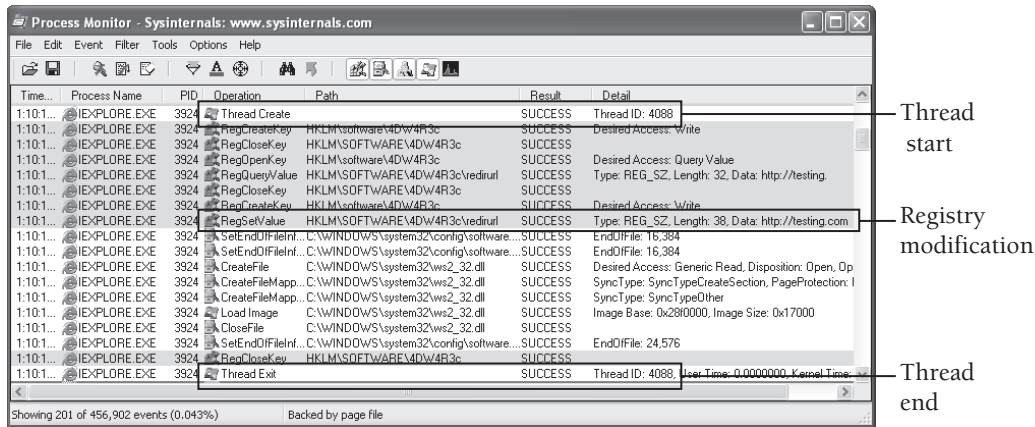 Process Monitor - Sysinternals: www.sysinternals.com
File Edit Event Filter Tools Options Help
Time... Process Name PID Operation Path Result Detail
1:10:1... IEXPLORE.EXE 3924 Thread Create SUCCESS Thread ID: 4088
1:10:1... IEXPLORE.EXE 3924 RegCreateKey HKLM\software\4DW4R3c SUCCESS Desired Access: Write
1:10:1... IEXPLORE.EXE 3924 RegCloseKey HKLM\SOFTWARE\4DW4R3c SUCCESS
1:10:1... IEXPLORE.EXE 3924 RegOpenKey HKLM\software\4DW4R3c SUCCESS Desired Access: Query Value
1:10:1... IEXPLORE.EXE 3924 RegQueryValue HKLM\SOFTWARE\4DW4R3c\redirurl SUCCESS Type: REG_SZ, Length: 32, Data: http://testing.
1:10:1... IEXPLORE.EXE 3924 RegCloseKey HKLM\SOFTWARE\4DW4R3c SUCCESS
1:10:1... IEXPLORE.EXE 3924 RegCreateKey HKLM\software\4DW4R3c SUCCESS Desired Access: Write
1:10:1... IEXPLORE.EXE 3924 RegSetValue HKLM\SOFTWARE\4DW4R3c\redirurl SUCCESS Type: REG_SZ, Length: 38, Data: http://testing.com
1:10:1... IEXPLORE.EXE 3924 SetEndOfFileInf... C:\WINDOWS\system32\config\software.... SUCCESS EndOfFile: 16,384
1:10:1... IEXPLORE.EXE 3924 SetEndOfFileInf... C:\WINDOWS\system32\config\software.... SUCCESS EndOfFile: 16,384
1:10:1... IEXPLORE.EXE 3924 CreateFile C:\WINDOWS\system32\ws2_32.dll SUCCESS Desired Access: Generic Read, Disposition: Open, Op
1:10:1... IEXPLORE.EXE 3924 CreateFileMapp... C:\WINDOWS\system32\ws2_32.dll SUCCESS SyncType: SyncTypeCreateSection, PageProtection:
1:10:1... IEXPLORE.EXE 3924 CreateFileMapp... C:\WINDOWS\system32\ws2_32.dll SUCCESS SyncType: SyncTypeOther
1:10:1... IEXPLORE.EXE 3924 Load Image C:\WINDOWS\system32\ws2_32.dll SUCCESS Image Base: 0x28f0000, Image Size: 0x17000
1:10:1... IEXPLORE.EXE 3924 CloseFile C:\WINDOWS\system32\ws2_32.dll SUCCESS
1:10:1... IEXPLORE.EXE 3924 SetEndOfFileInf... C:\WINDOWS\system32\config\software.... SUCCESS EndOfFile: 24,576
1:10:1... IEXPLORE.EXE 3924 RegCloseKey HKLM\SOFTWARE\4DW4R3c SUCCESS
1:10:1... IEXPLORE.EXE 3924 Thread Exit SUCCESS Thread ID: 4088, User Time: 0.0000000, Kernel Time:
Showing 201 of 456,902 events (0.043%) Backed by page file
Thread
start
Registry
modification
Thread
end